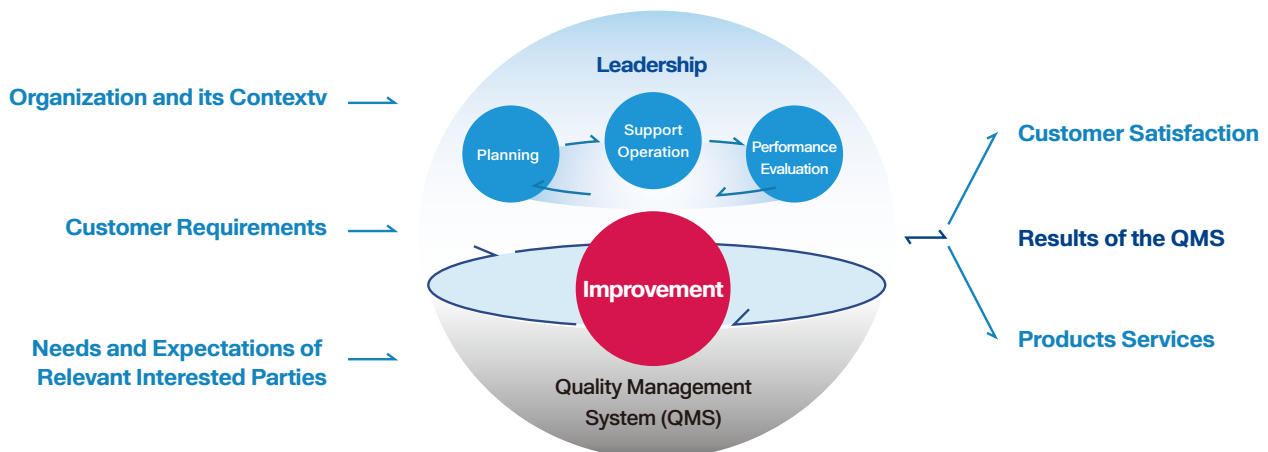 Organization and its Contextv
Customer Requirements
Needs and Expectations of
Relevant Interested Parties
Leadership
Planning
Support
Operation
Performance
Evaluation
Improvement
Quality Management
System (QMS)
Customer Satisfaction
Results of the QMS
Products Services